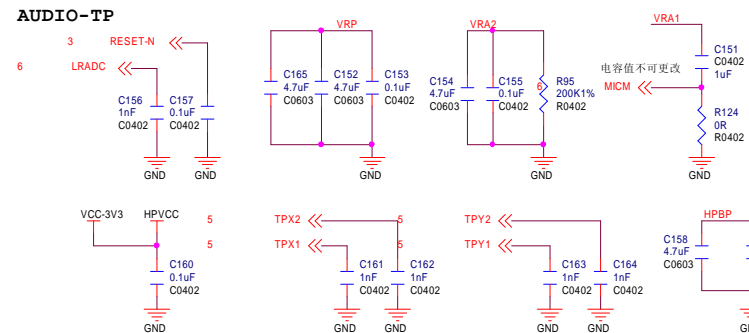 AUDIO-TP
3 RESET-N
6 LRADC
C156
1nF
C0402
C157
0.1uF
C0402
GND
GND
VRP
C165
4.7uF
C0603
C152
4.7uF
C0603
C153
0.1uF
C0402
GND
VRA2
C154
4.7uF
C0603
C155
0.1uF
C0402
6
R95
200K1%
R0402
GND
VRA1
C151
C0402
1uF
电容值不可更改
MICM
R124
0R
R0402
GND
VCC-3V3 HPVCC
C160
0.1uF
C0402
GND
5 TPX2 5
5 TPX1 5
C161
1nF
C0402
C162
1nF
C0402
GND
GND
TPY2
TPY1
C163
1nF
C0402
C164
1nF
C0402
GND
GND
HPBP
C158
4.7uF
C0603